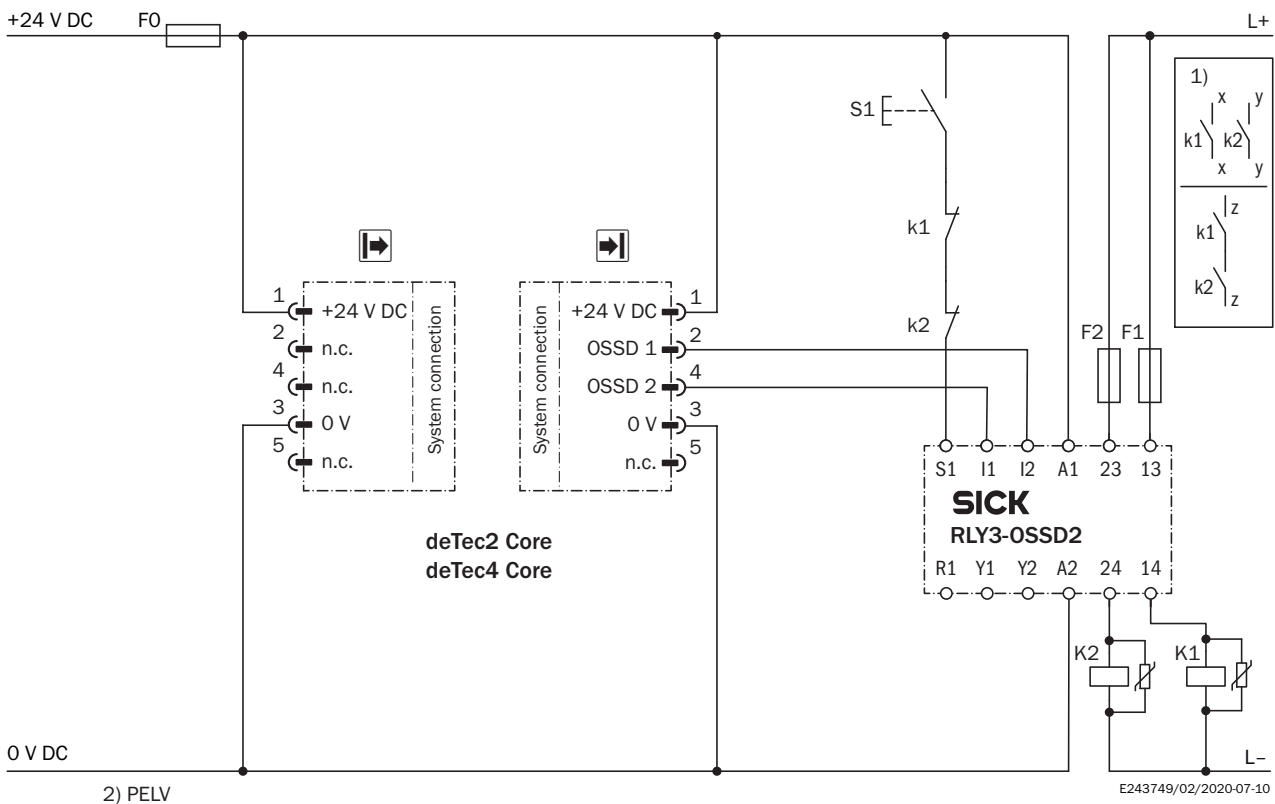 +24 V DC F0 L+
1)
x y
S1
k1 k2
x y
z
k1
k1
k2
z
1 +24 V DC System connection System connection +24 V DC 1
k2
2 n.c. OSSD 1 2
F2 F1
4 n.c. OSSD 2 4
3 0 V 0 V 3
5 n.c. n.c. 5
S1 I1 I2 A1 23 13
SICK
RLY3-OSSD2
deTec2 Core
deTec4 Core
R1 Y1 Y2 A2 24 14
K2 K1
0 V DC L–
2) PELV
E243749/02/2020-07-10